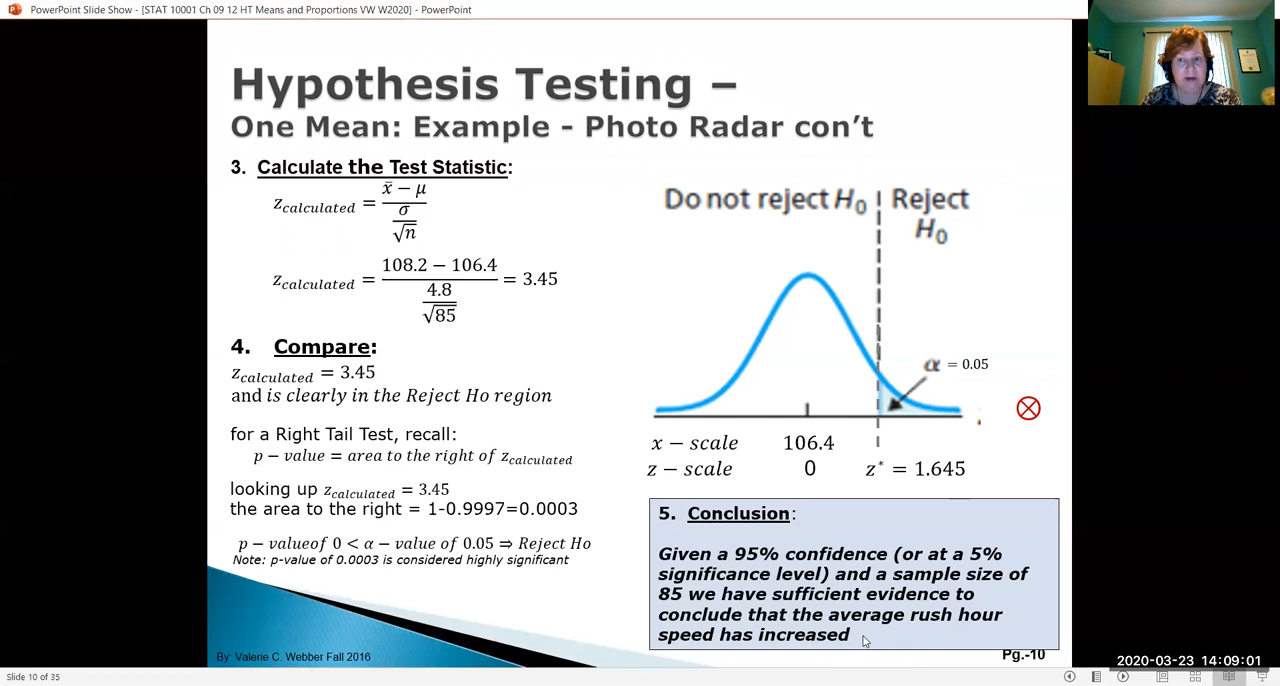 PowerPoint Slide Show - [STAT 10001 Ch 09 12 HT Means and Proportions VW W2020] - PowerPoint
Hypothesis Testing –
One Mean: Example - Photo Radar con't
3. Calculate the Test Statistic:
z_calculated = (x̄ − μ) / (σ / √n)
z_calculated = (108.2 − 106.4) / (4.8 / √85) = 3.45
4. Compare:
z_calculated = 3.45
and is clearly in the Reject Ho region
for a Right Tail Test, recall:
p − value = area to the right of z_calculated
looking up z_calculated = 3.45
the area to the right = 1-0.9997=0.0003
p − valueof 0 < α − value of 0.05 ⇒ Reject Ho
Note: p-value of 0.0003 is considered highly significant
Do not reject H0 Reject
H0
α = 0.05
x − scale 106.4
z − scale 0 z* = 1.645
5. Conclusion:
Given a 95% confidence (or at a 5%
significance level) and a sample size of
85 we have sufficient evidence to
conclude that the average rush hour
speed has increased
By: Valerie C. Webber Fall 2016
Pg.-10
2020-03-23 14:09:01
Slide 10 of 35